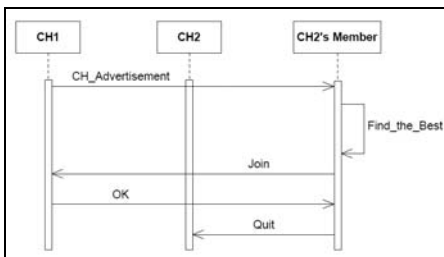 CH1
CH2
CH2's Member
CH_Advertisement
Find_the_Best
Join
OK
Quit